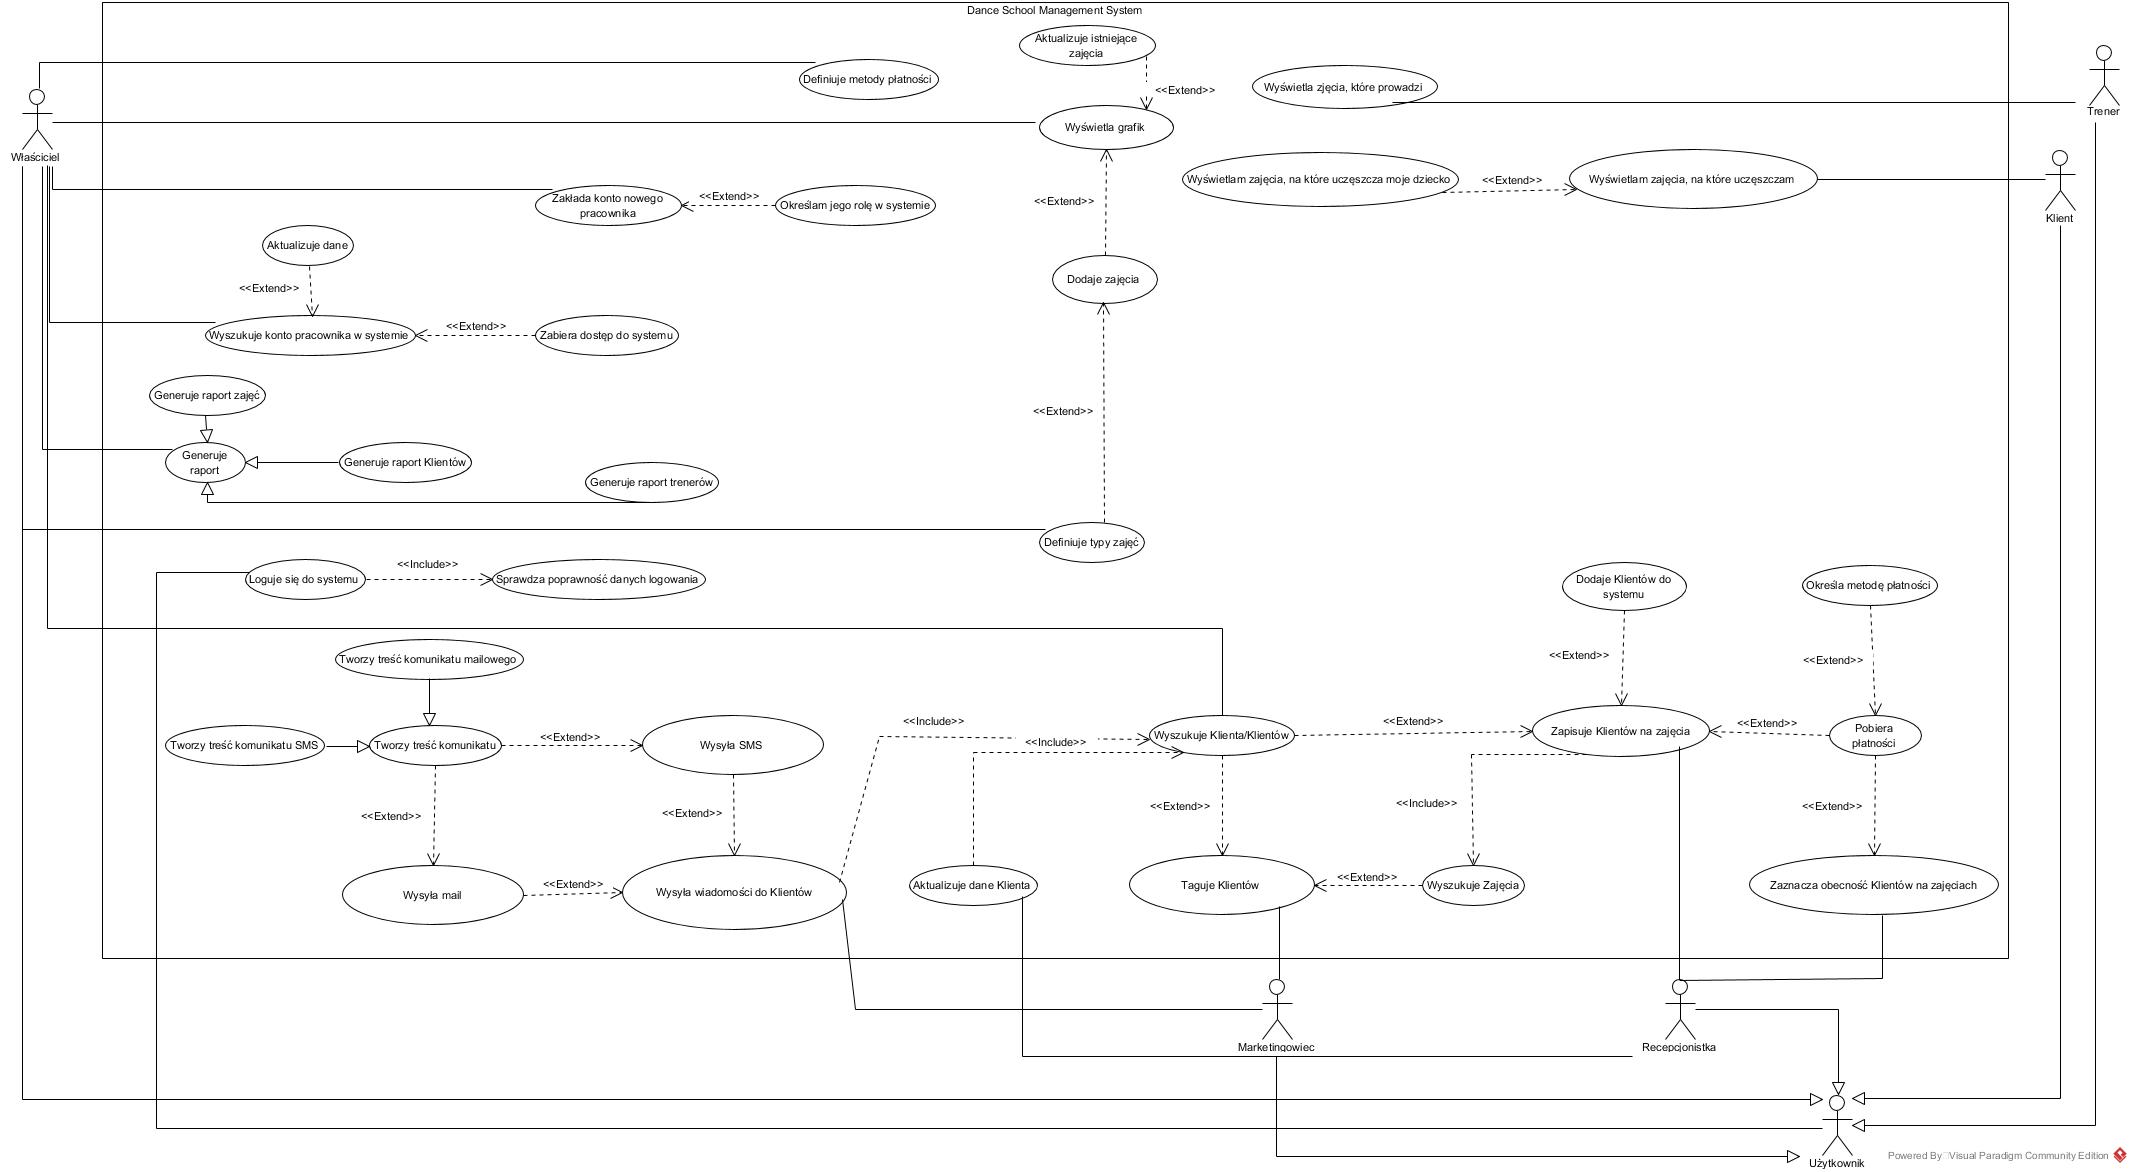 Dance School Management System
Aktualizuje istniejące
zajęcia
Definiuje metody płatności
<<Extend>>
Wyświetla zjęcia, które prowadzi
Trener
Wyświetla grafik
Właściciel
Wyświetlam zajęcia, na które uczęszcza moje dziecko
<<Extend>>
Wyświetlam zajęcia, na które uczęszczam
Klient
Zakłada konto nowego
pracownika
<<Extend>>
Określam jego rolę w systemie
<<Extend>>
Aktualizuje dane
<<Extend>>
Dodaje zajęcia
Wyszukuje konto pracownika w systemie
<<Extend>>
Zabiera dostęp do systemu
Generuje raport zajęć
<<Extend>>
Generuje
raport
Generuje raport Klientów
Generuje raport trenerów
Definiuje typy zajęć
Loguje się do systemu
<<Include>>
Sprawdza poprawność danych logowania
Dodaje Klientów do
systemu
Określa metodę płatności
Tworzy treść komunikatu mailowego
<<Extend>>
<<Extend>>
Tworzy treść komunikatu SMS
Tworzy treść komunikatu
<<Extend>>
Wysyła SMS
<<Include>>
<<Include>>
Wyszukuje Klienta/Klientów
<<Extend>>
Zapisuje Klientów na zajęcia
<<Extend>>
Pobiera
płatności
<<Extend>>
<<Extend>>
<<Extend>>
<<Include>>
<<Extend>>
Wysyła mail
<<Extend>>
Wysyła wiadomości do Klientów
Aktualizuje dane Klienta
Taguje Klientów
<<Extend>>
Wyszukuje Zajęcia
Zaznacza obecność Klientów na zajęciach
Marketingowiec
Recepcjonistka
Użytkownik
Powered By Visual Paradigm Community Edition